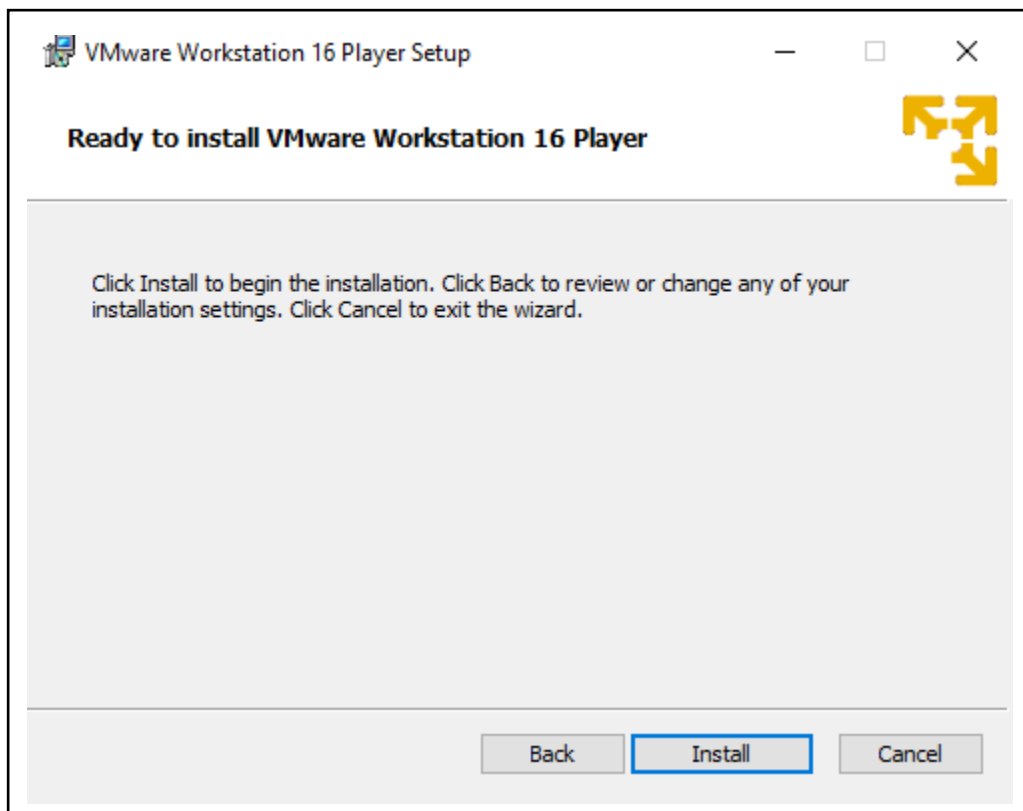 VMware Workstation 16 Player Setup
Ready to install VMware Workstation 16 Player
Click Install to begin the installation. Click Back to review or change any of your
installation settings. Click Cancel to exit the wizard.
Back Install Cancel